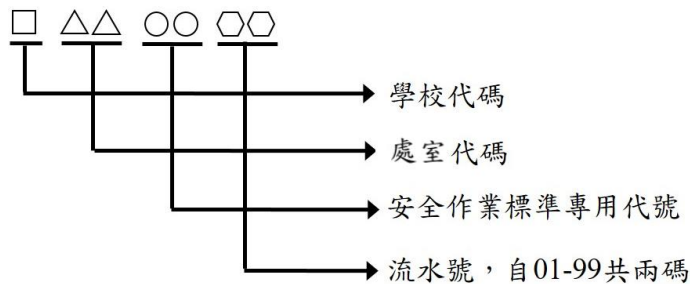 □ △△ ○○ ⬡⬡
學校代碼
處室代碼
安全作業標準專用代號
流水號，自01-99共兩碼